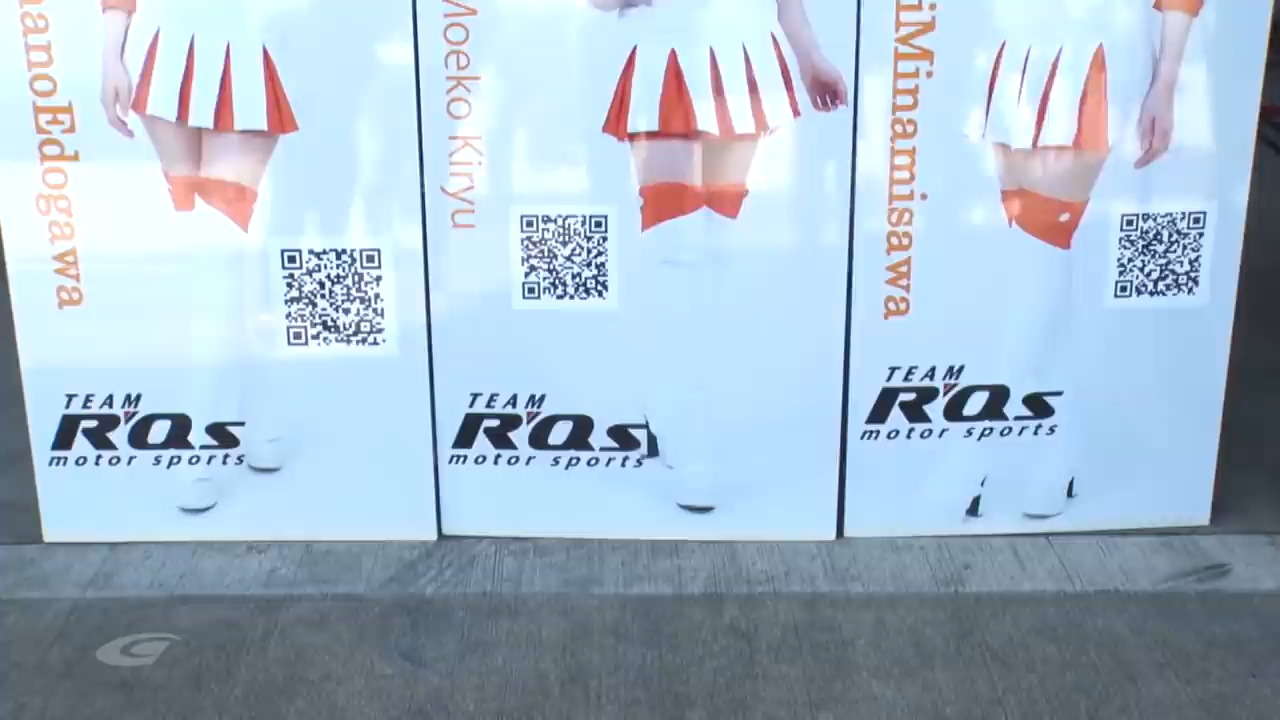 anoEdogawa
TEAM
R'Qs
motor sports
Moeko Kiryu
TEAM
R'Qs
motor sports
iMinamisawa
TEAM
R'Qs
motor sports